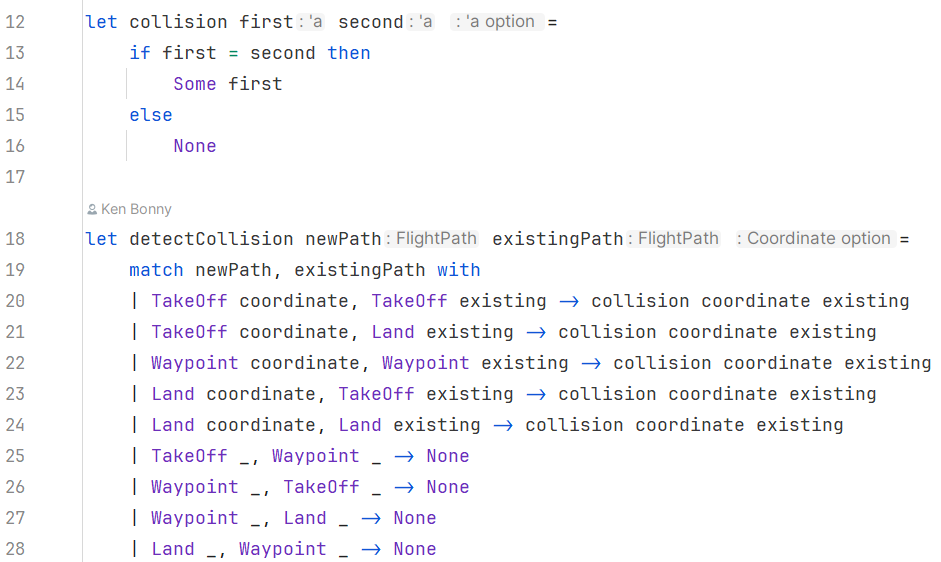 12 let collision first : 'a second : 'a : 'a option =
13 if first = second then
14 Some first
15 else
16 None
17
Ken Bonny
18 let detectCollision newPath : FlightPath existingPath : FlightPath : Coordinate option =
19 match newPath, existingPath with
20 | TakeOff coordinate, TakeOff existing -> collision coordinate existing
21 | TakeOff coordinate, Land existing -> collision coordinate existing
22 | Waypoint coordinate, Waypoint existing -> collision coordinate existing
23 | Land coordinate, TakeOff existing -> collision coordinate existing
24 | Land coordinate, Land existing -> collision coordinate existing
25 | TakeOff _, Waypoint _ -> None
26 | Waypoint _, TakeOff _ -> None
27 | Waypoint _, Land _ -> None
28 | Land _, Waypoint _ -> None